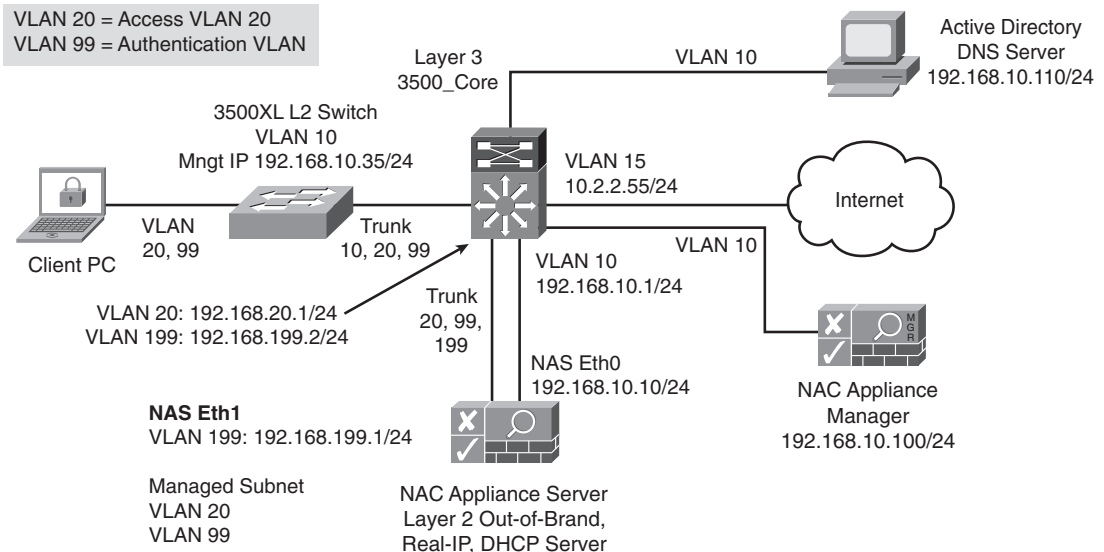 VLAN 20 = Access VLAN 20
VLAN 99 = Authentication VLAN
Layer 3
3500_Core
VLAN 10
Active Directory
DNS Server
192.168.10.110/24
3500XL L2 Switch
VLAN 10
Mngt IP 192.168.10.35/24
VLAN 15
10.2.2.55/24
Internet
VLAN
20, 99
Client PC
Trunk
10, 20, 99
VLAN 10
VLAN 10
192.168.10.1/24
VLAN 20: 192.168.20.1/24
VLAN 199: 192.168.199.2/24
Trunk
20, 99,
199
M
G
R
NAC Appliance
Manager
192.168.10.100/24
NAS Eth0
192.168.10.10/24
NAS Eth1
VLAN 199: 192.168.199.1/24
Managed Subnet
VLAN 20
VLAN 99
NAC Appliance Server
Layer 2 Out-of-Brand,
Real-IP, DHCP Server